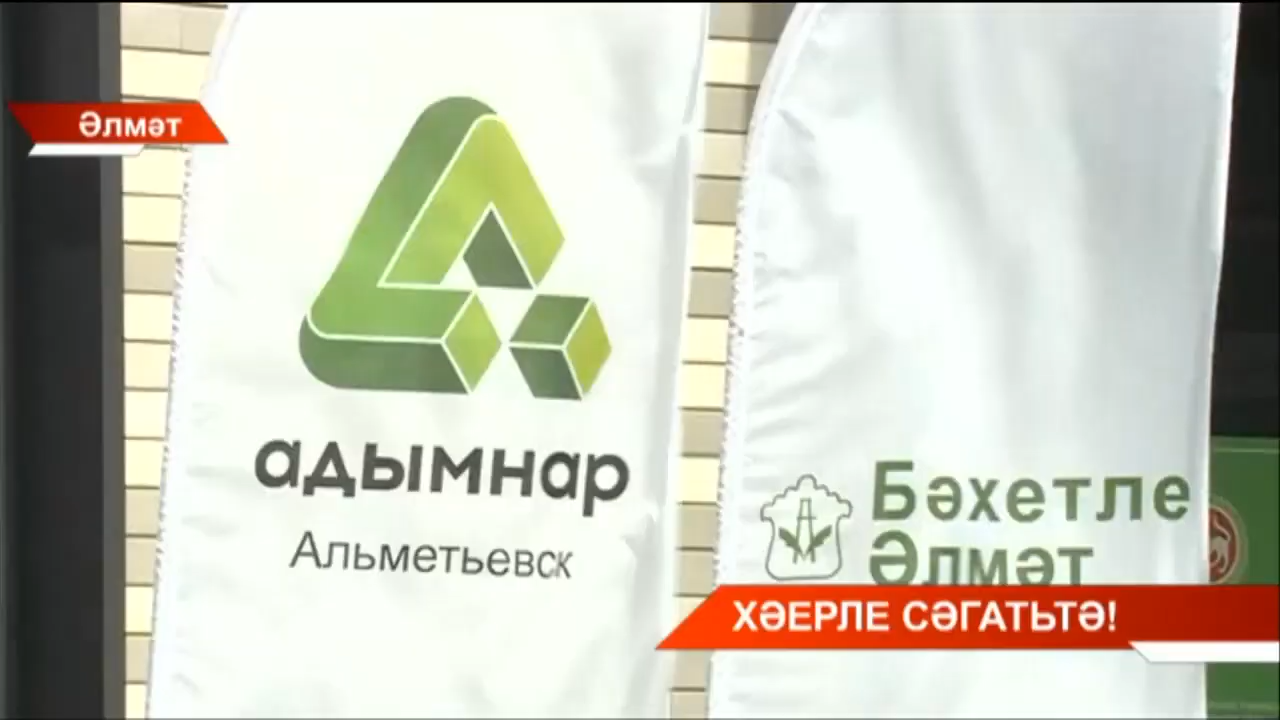 Әлмәт
адымнар
Альметьевск
Бәхетле
Әлмәт
ХӘЕРЛЕ СӘГАТЬТӘ!